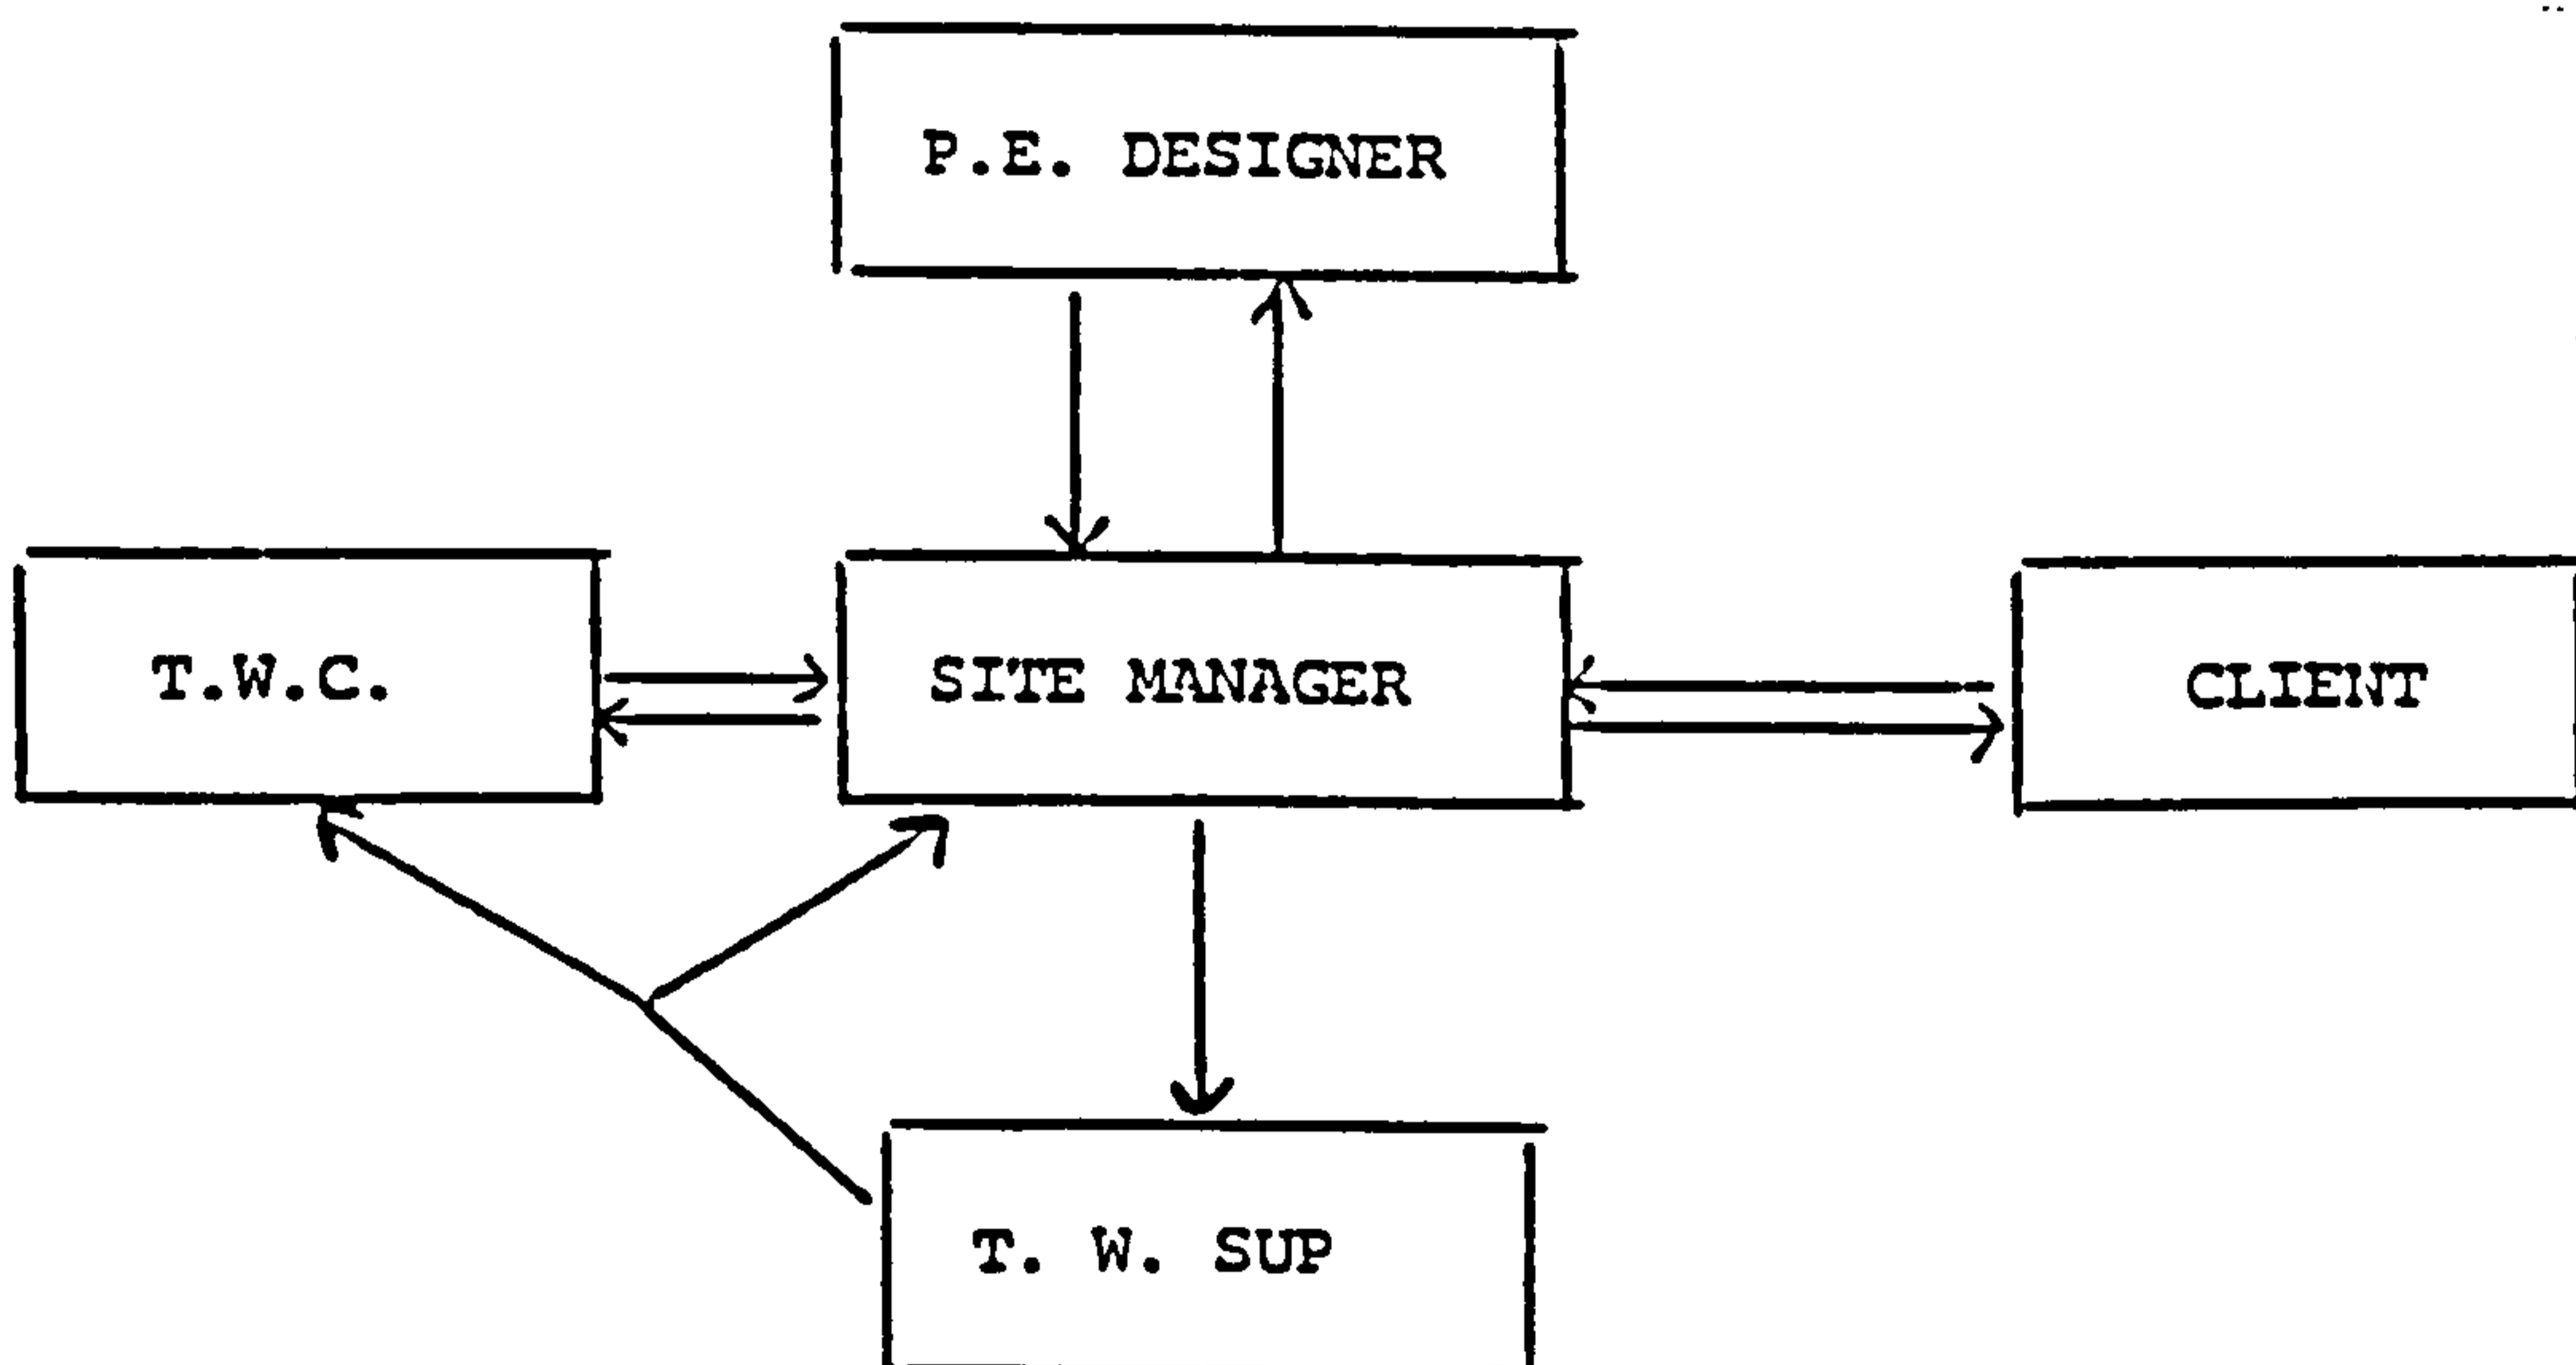 P.E. DESIGNER
T.W.C.
SITE MANAGER
CLIENT
T. W. SUP